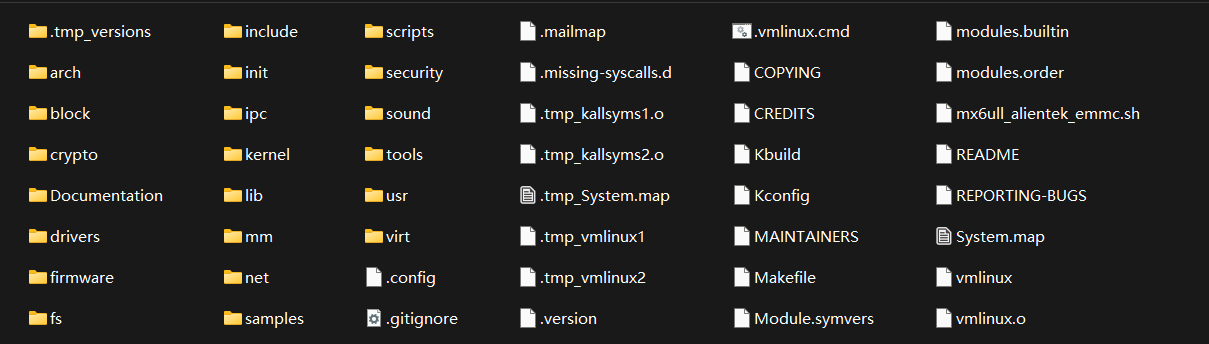 .tmp_versions
arch
block
crypto
Documentation
drivers
firmware
fs
include
init
ipc
kernel
lib
mm
net
samples
scripts
security
sound
tools
usr
virt
.config
.gitignore
.mailmap
.missing-syscalls.d
.tmp_kallsyms1.o
.tmp_kallsyms2.o
.tmp_System.map
.tmp_vmlinux1
.tmp_vmlinux2
.version
.vmlinux.cmd
COPYING
CREDITS
Kbuild
Kconfig
MAINTAINERS
Makefile
Module.symvers
modules.builtin
modules.order
mx6ull_alientek_emmc.sh
README
REPORTING-BUGS
System.map
vmlinux
vmlinux.o